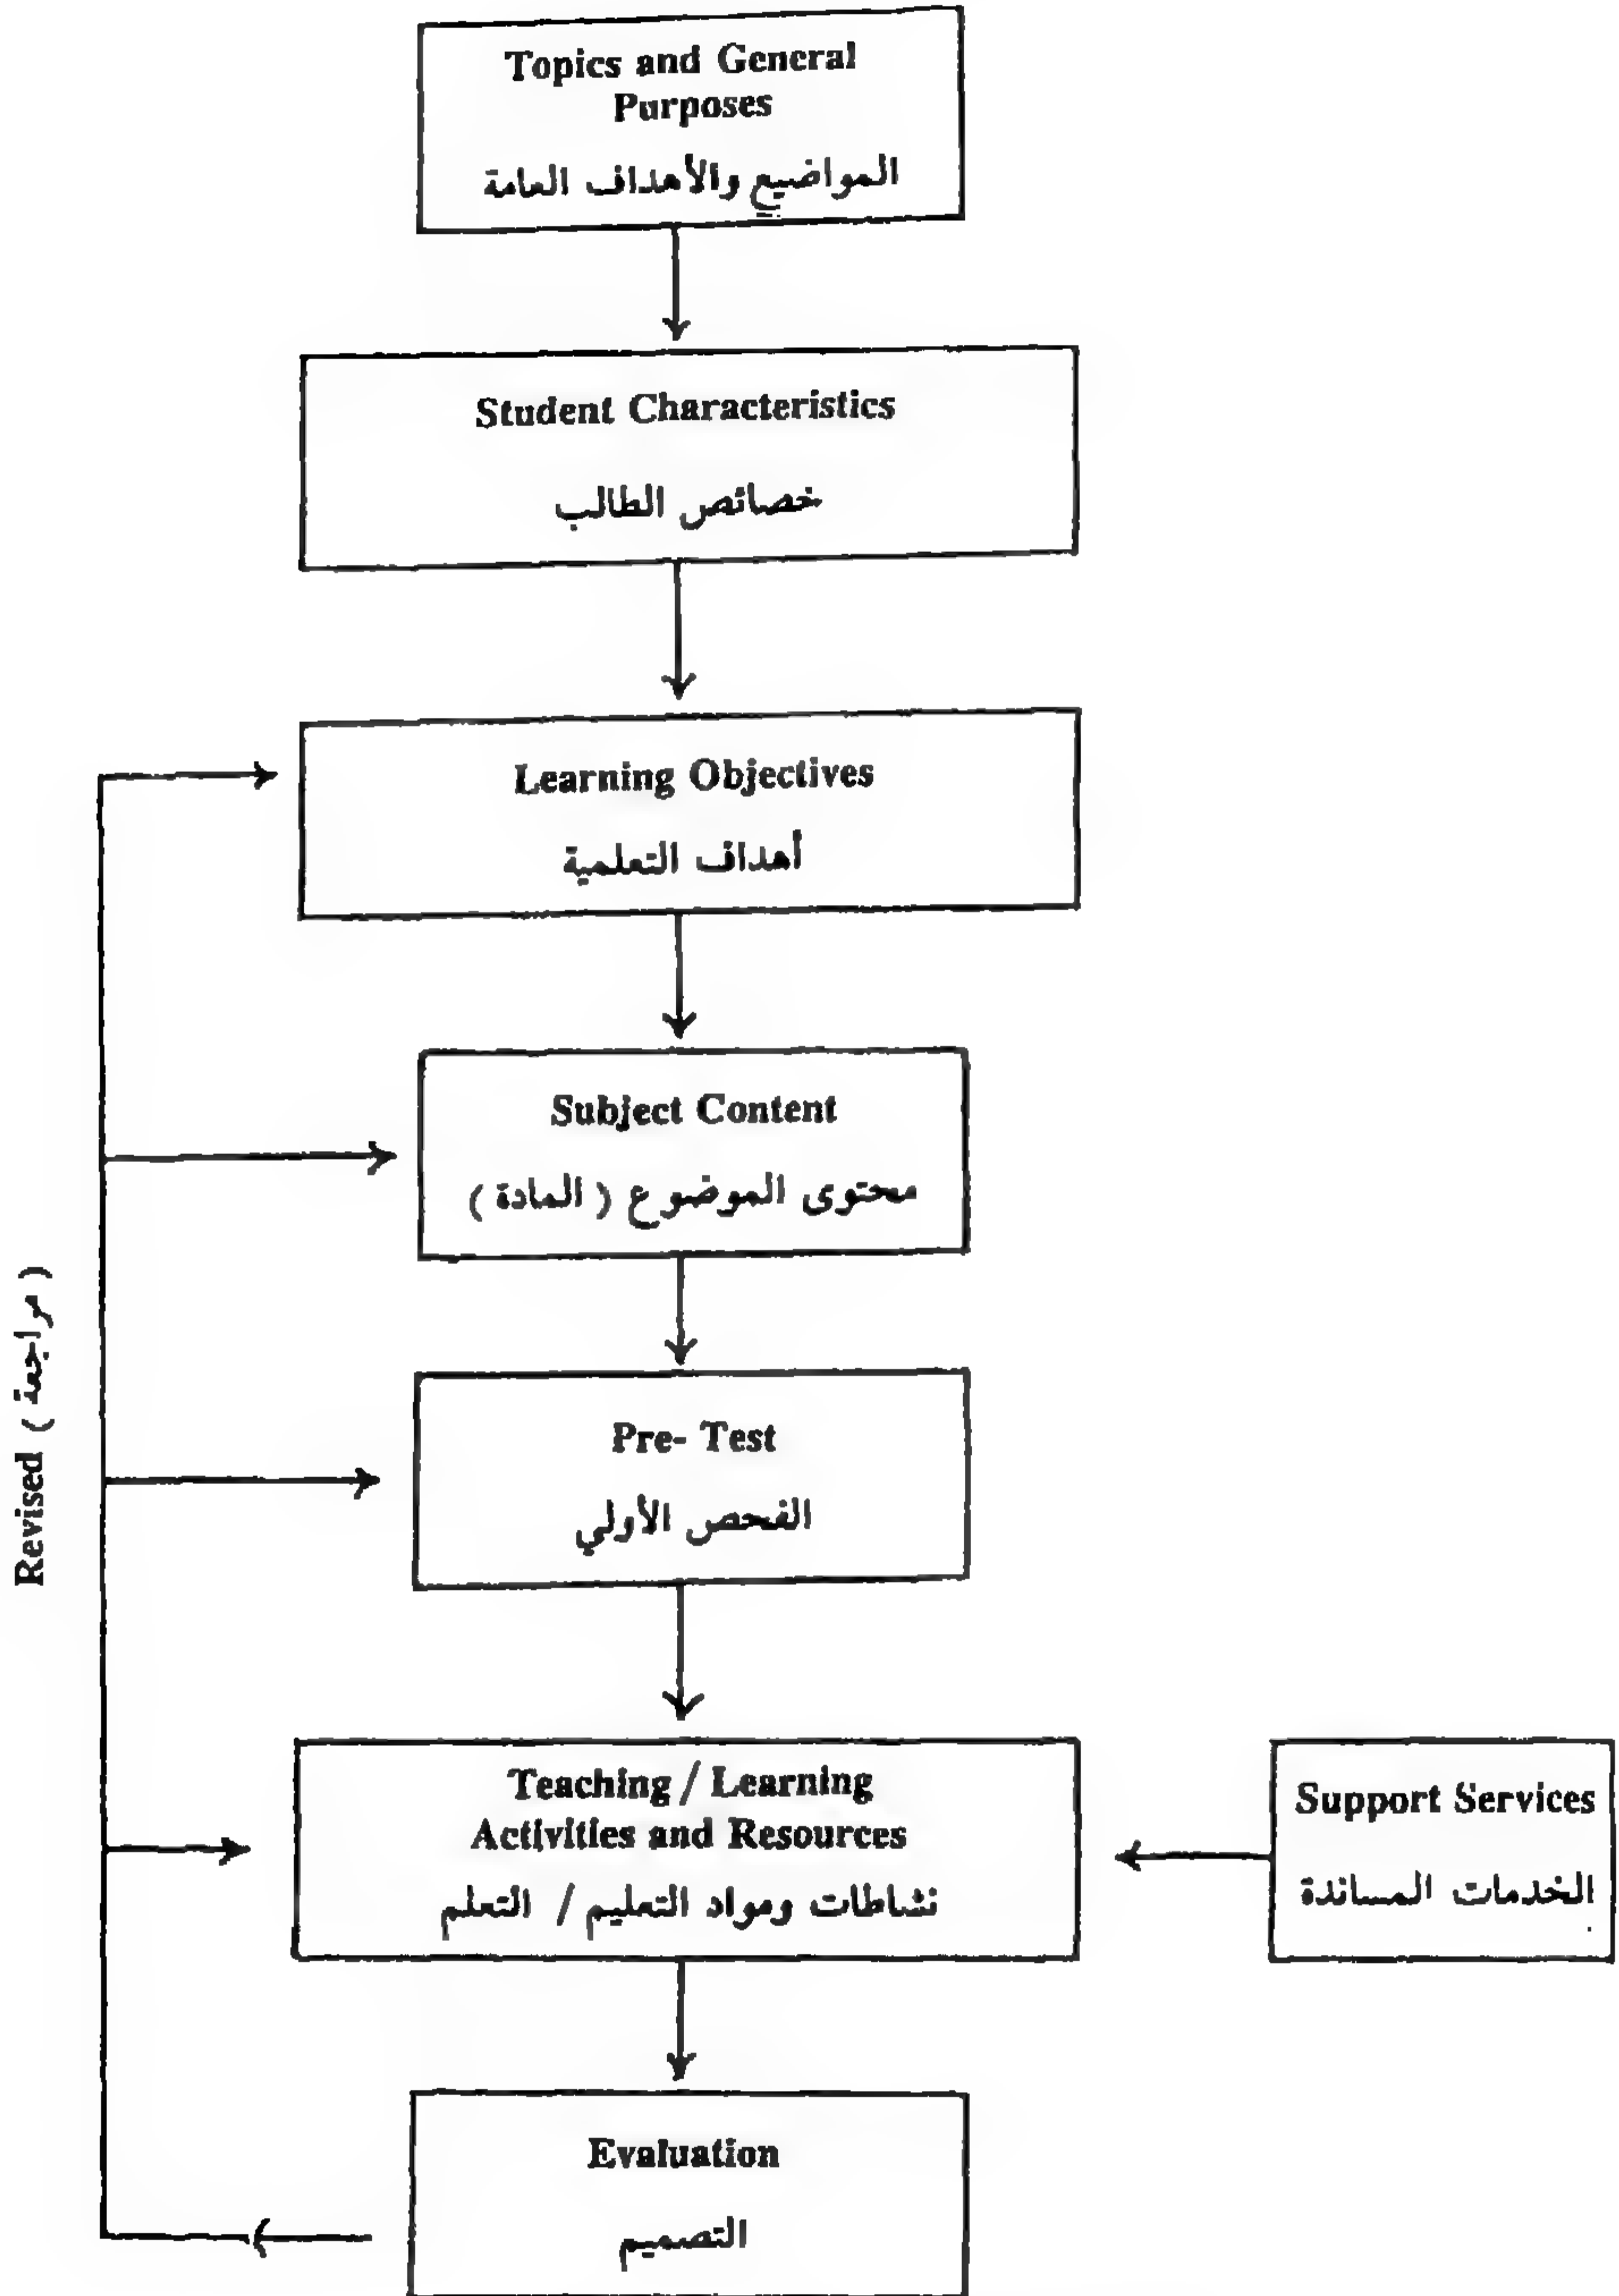 Topics and General
Purposes
المواضيع والأهداف العامة
Student Characteristics
خصائص الطالب
Learning Objectives
أهداف التعلمية
Subject Content
محتوى الموضوع ( المادة )
Revised ( مراجعة )
Pre- Test
الفحص الأولي
Teaching / Learning
Activities and Resources
نشاطات ومواد التعليم / التعلم
Support Services
الخدمات المساندة
Evaluation
التصميم